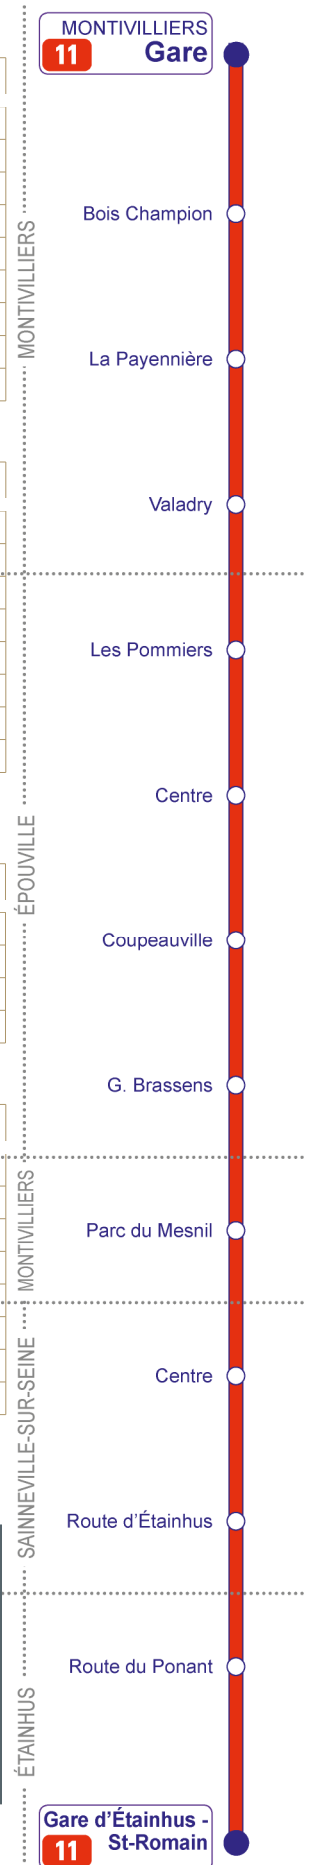 MONTIVILLIERS
11 Gare
Bois Champion
MONTIVILLIERS
La Payennière
Valadry
Les Pommiers
Centre
ÉPOUVILLE
Coupeauville
G. Brassens
MONTIVILLIERS
Parc du Mesnil
Centre
SAINNEVILLE-SUR-SEINE
Route d'Étainhus
Route du Ponant
ÉTAINHUS
Gare d'Étainhus -
11 St-Romain